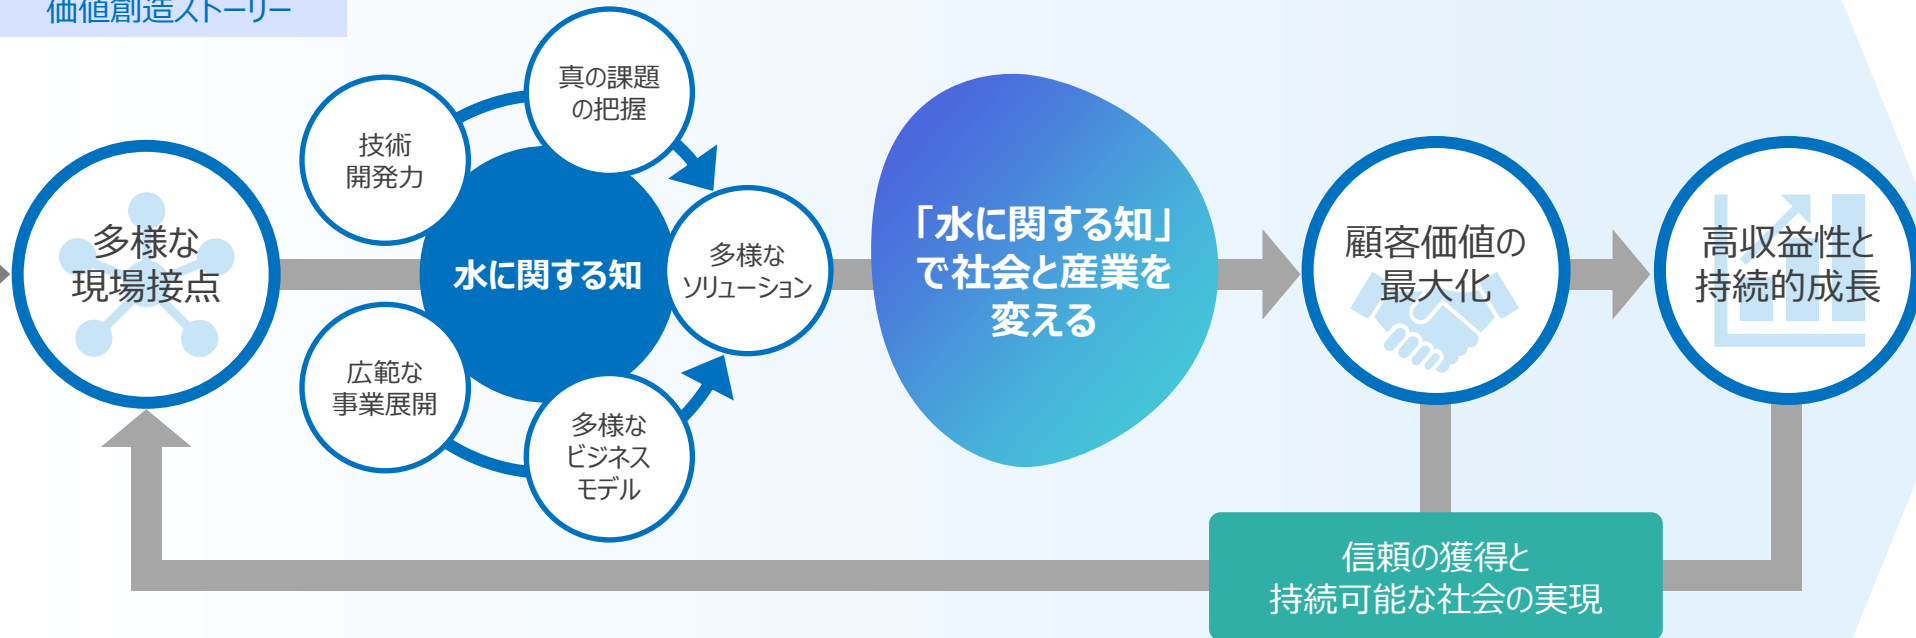 価値創造ストーリー
多様な
現場接点
技術
開発力
真の課題
の把握
水に関する知
広範な
事業展開
多様な
ビジネス
モデル
多様な
ソリューション
「水に関する知」
で社会と産業を
変える
顧客価値の
最大化
高収益性と
持続的成長
信頼の獲得と
持続可能な社会の実現